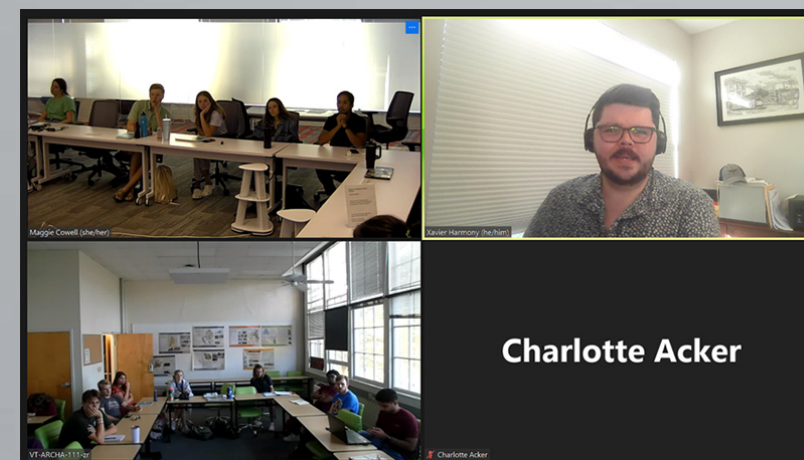 Maggie Cowell (she/her)
Xavier Harmony (he/him)
Charlotte Acker
VT-ARCHA-111-zr
Charlotte Acker